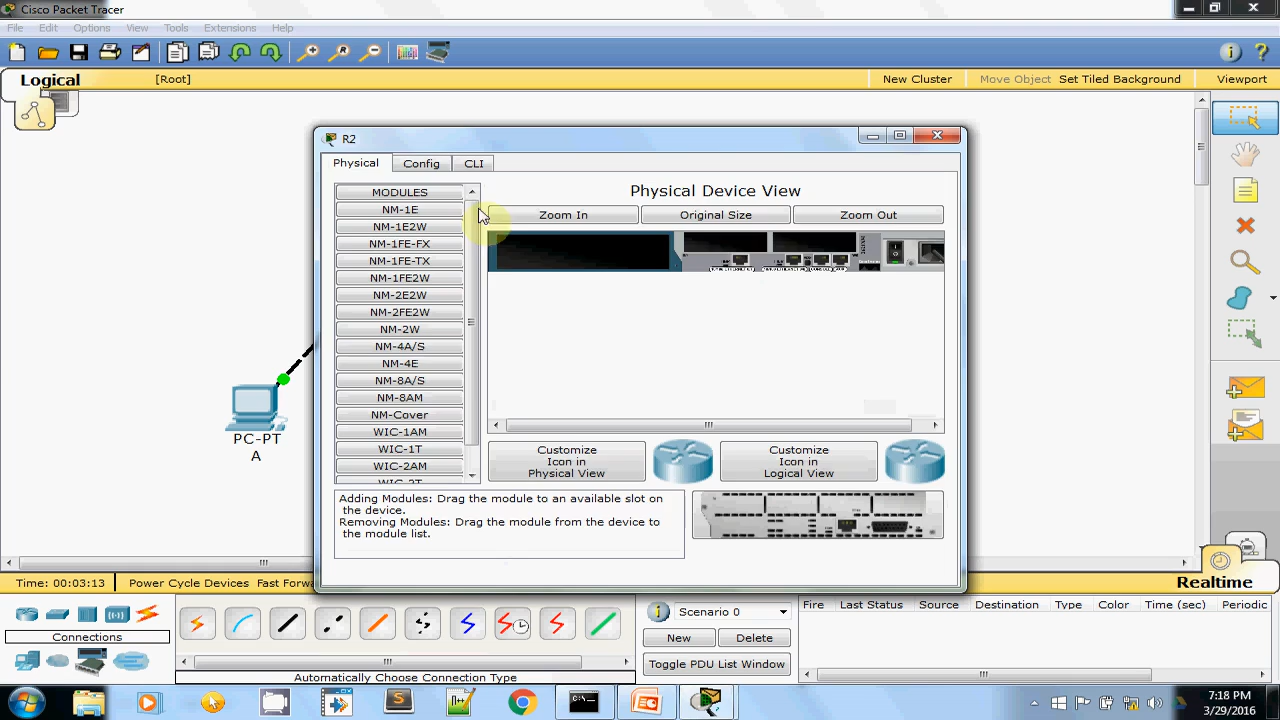 Cisco Packet Tracer
File Edit Options View Tools Extensions Help
Logical
[Root]
New Cluster
Move Object
Set Tiled Background
Viewport
R2
Physical
Config
CLI
MODULES
NM-1E
NM-1E2W
NM-1FE-FX
NM-1FE-TX
NM-1FE2W
NM-2E2W
NM-2FE2W
NM-2W
NM-4A/S
NM-4E
NM-8A/S
NM-8AM
NM-Cover
WIC-1AM
WIC-1T
WIC-2AM
Physical Device View
Zoom In
Original Size
Zoom Out
Customize
Icon in
Physical View
Customize
Icon in
Logical View
Adding Modules: Drag the module to an available slot on
the device.
Removing Modules: Drag the module from the device to
the module list.
PC-PT
A
Time: 00:03:13
Power Cycle Devices
Realtime
Connections
Automatically Choose Connection Type
Scenario 0
New
Delete
Toggle PDU List Window
Fire
Last Status
Source
Destination
Type
Color
Time (sec)
Periodic
7:18 PM
3/29/2016